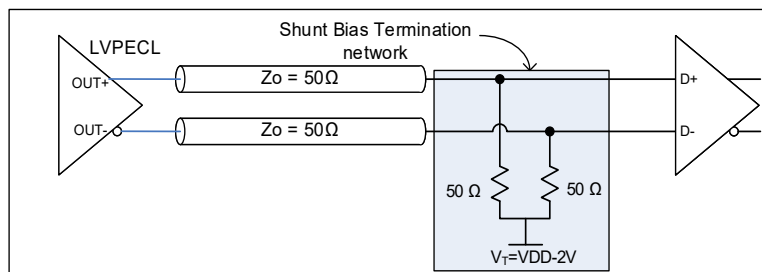 Shunt Bias Termination
network
LVPECL
OUT+
Zo = 50Ω
D+
OUT-
Zo = 50Ω
D-
50 Ω
50 Ω
VT=VDD-2V